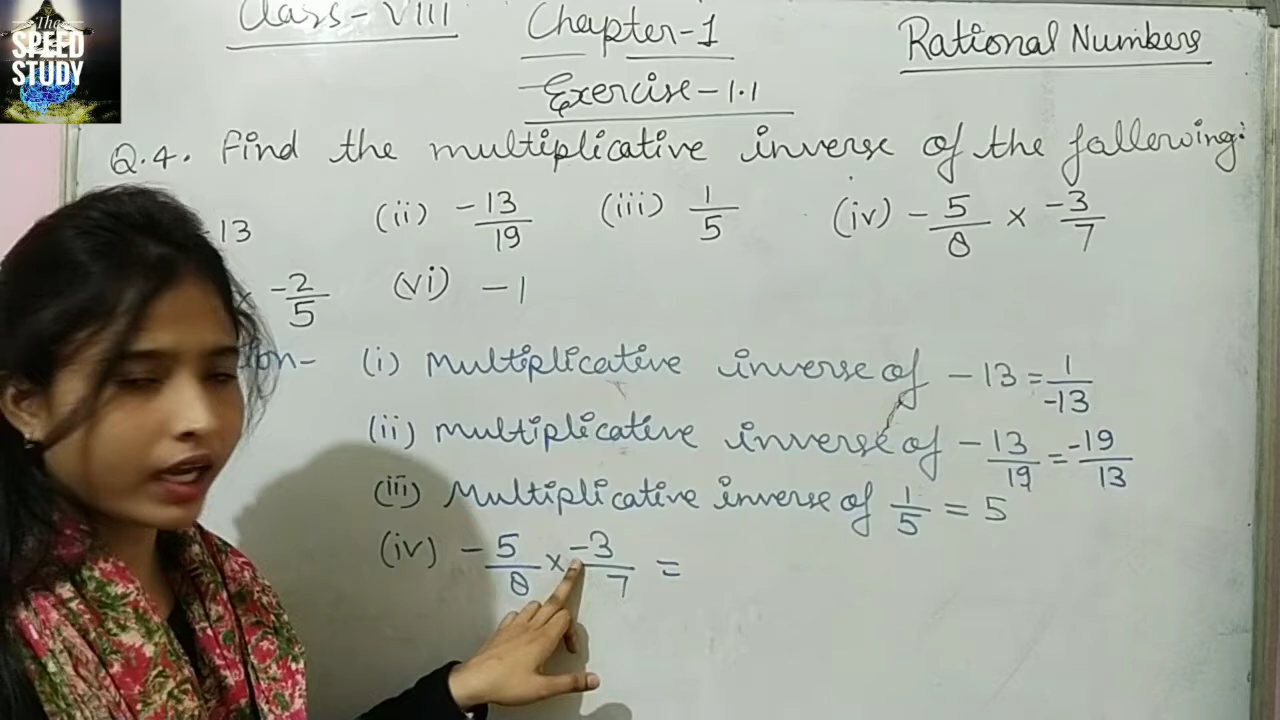 The
SPEED
STUDY
Class-VIII
Chapter-1
Rational Numbers
Exercise-1.1
Q.4. Find the multiplicative inverse of the fallowing:
-13 (ii) -13/19 (iii) 1/5 (iv) -5/8 × -3/7
× -2/5 (vi) -1
(i) Multiplicative inverse of -13 = 1/-13
(ii) Multiplicative inverse of -13/19 = -19/13
(iii) Multiplicative inverse of 1/5 = 5
(iv) -5/8 × -3/7 =